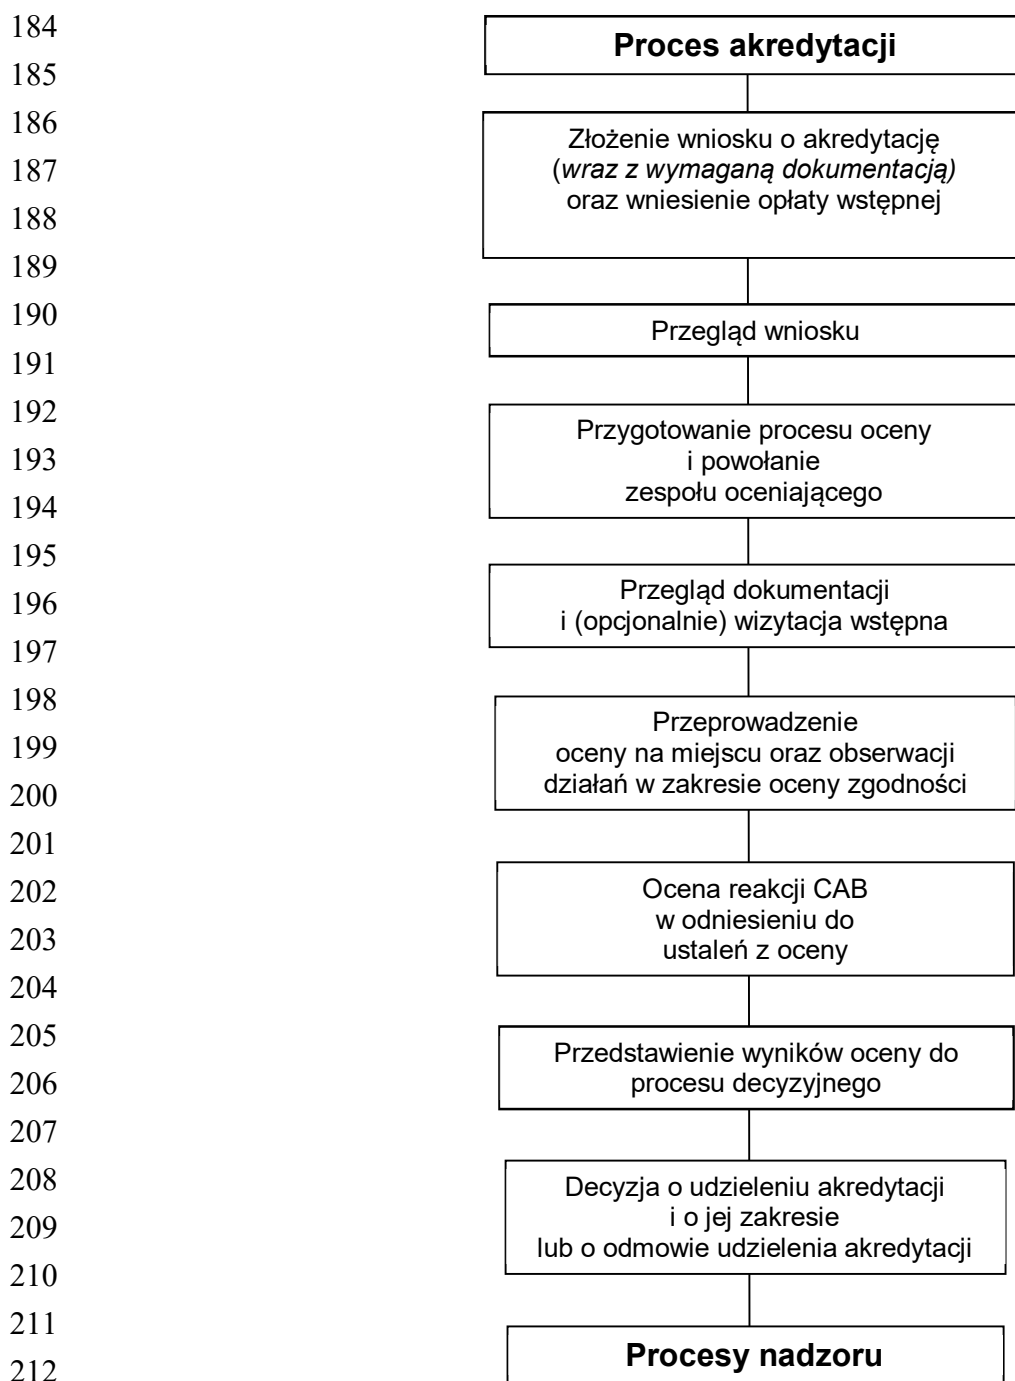 184
Proces akredytacji
185
186
Złożenie wniosku o akredytację
187
(wraz z wymaganą dokumentacją)
oraz wniesienie opłaty wstępnej
188
189
190
Przegląd wniosku
191
192
Przygotowanie procesu oceny
193
i powołanie
zespołu oceniającego
194
195
Przegląd dokumentacji
196
i (opcjonalnie) wizytacja wstępna
197
198
Przeprowadzenie
199
oceny na miejscu oraz obserwacji
działań w zakresie oceny zgodności
200
201
Ocena reakcji CAB
202
w odniesieniu do
203
ustaleń z oceny
204
205
Przedstawienie wyników oceny do
206
procesu decyzyjnego
207
208
Decyzja o udzieleniu akredytacji
i o jej zakresie
209
lub o odmowie udzielenia akredytacji
210
211
Procesy nadzoru
212